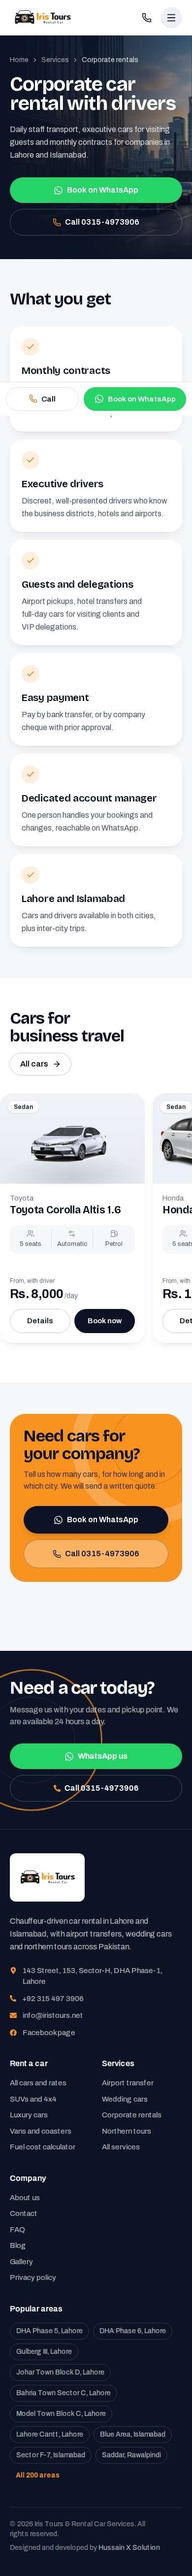 Iris Tours
Home > Services > Corporate rentals
Corporate car
rental with drivers
Daily staff transport, executive cars for visiting
guests and monthly contracts for companies in
Lahore and Islamabad.
Book on WhatsApp
Call 0315-4973906
What you get
Monthly contracts
Call
Book on WhatsApp
Executive drivers
Discreet, well-presented drivers who know
the business districts, hotels and airports.
Guests and delegations
Airport pickups, hotel transfers and
full-day cars for visiting clients and
VIP delegations.
Easy payment
Pay by bank transfer, or by company
cheque with prior approval.
Dedicated account manager
One person handling your bookings and
changes, reachable on WhatsApp.
Lahore and Islamabad
Cars and drivers available in both cities,
plus inter-city trips.
Cars for
business travel
All cars →
Sedan
Sedan
Toyota
Toyota Corolla Altis 1.6
5 seats
Automatic
Petrol
From, with driver
Rs. 8,000/day
Details
Book now
Honda
Need cars for
your company?
Tell us how many cars, for how long and in
which city. We will send a written quote.
Book on WhatsApp
Call 0315-4973906
Need a car today?
Message us with your dates and pickup point. We
are available 24 hours a day.
WhatsApp us
Call 0315-4973906
Iris Tours
Chauffeur-driven car rental in Lahore and
Islamabad, with airport transfers, wedding cars
and northern tours across Pakistan.
143 Street, 153, Sector-H, DHA Phase-1,
Lahore
+92 315 497 3906
info@iristours.net
Facebook page
Rent a car
All cars and rates
SUVs and 4x4
Luxury cars
Vans and coasters
Fuel cost calculator
Services
Airport transfer
Wedding cars
Corporate rentals
Northern tours
All services
Company
About us
Contact
FAQ
Blog
Gallery
Privacy policy
Popular areas
DHA Phase 5, Lahore
DHA Phase 6, Lahore
Gulberg III, Lahore
Johar Town Block D, Lahore
Bahria Town Sector C, Lahore
Model Town Block C, Lahore
Lahore Cantt, Lahore
Blue Area, Islamabad
Sector F-7, Islamabad
Saddar, Rawalpindi
All 200 areas
© 2026 Iris Tours & Rental Car Services. All
rights reserved.
Designed and developed by Hussain X Solution